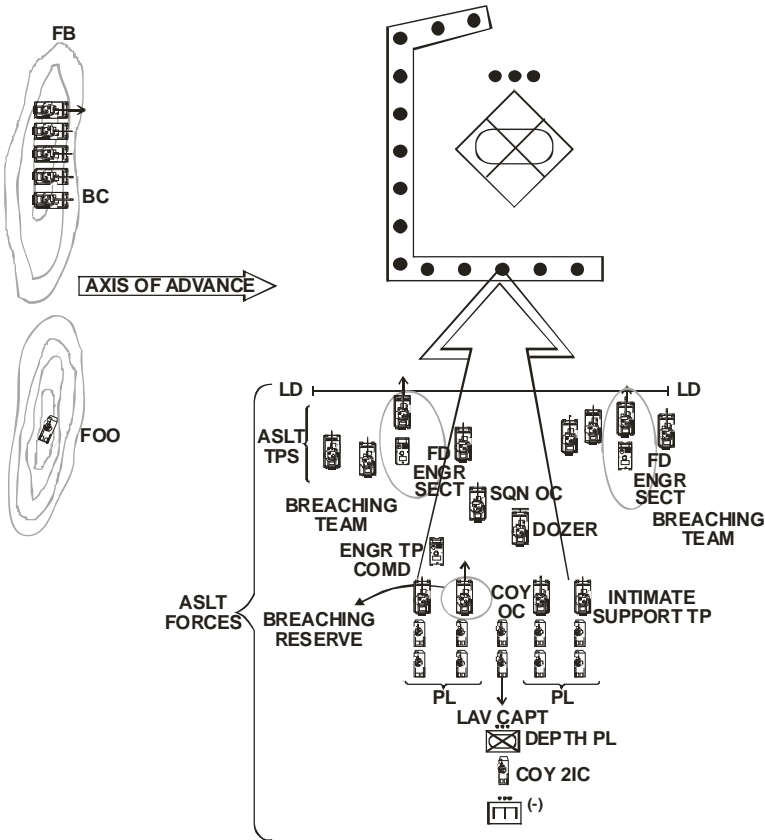 FB
BC
AXIS OF ADVANCE
FOO
LD
LD
ASLT
TPS
FD
ENGR
SECT
FD
ENGR
SECT
BREACHING
TEAM
SQN OC
DOZER
BREACHING
TEAM
ENGR TP
COMD
ASLT
FORCES
BREACHING
RESERVE
COY
OC
INTIMATE
SUPPORT TP
PL
PL
LAV CAPT
DEPTH PL
COY 2IC
(-)